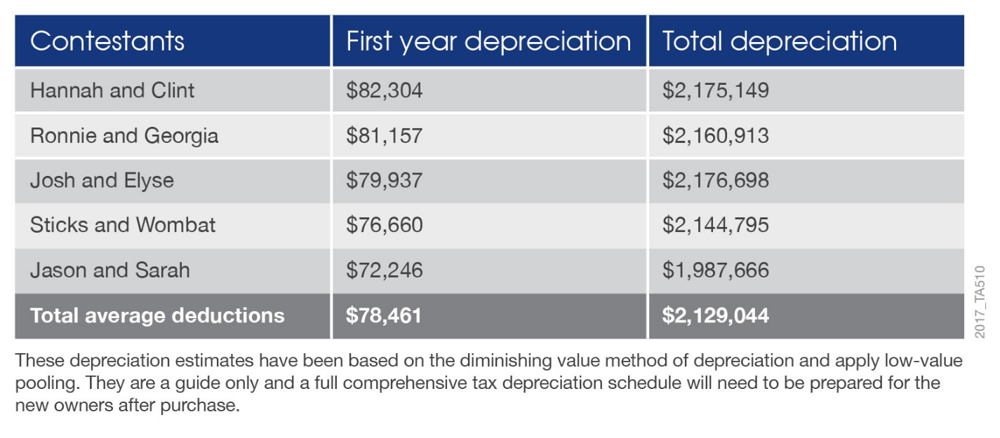 Contestants First year depreciation Total depreciation
Hannah and Clint $82,304 $2,175,149
Ronnie and Georgia $81,157 $2,160,913
Josh and Elyse $79,937 $2,176,698
Sticks and Wombat $76,660 $2,144,795
Jason and Sarah $72,246 $1,987,666
Total average deductions $78,461 $2,129,044
2017_TA510
These depreciation estimates have been based on the diminishing value method of depreciation and apply low-value
pooling. They are a guide only and a full comprehensive tax depreciation schedule will need to be prepared for the
new owners after purchase.